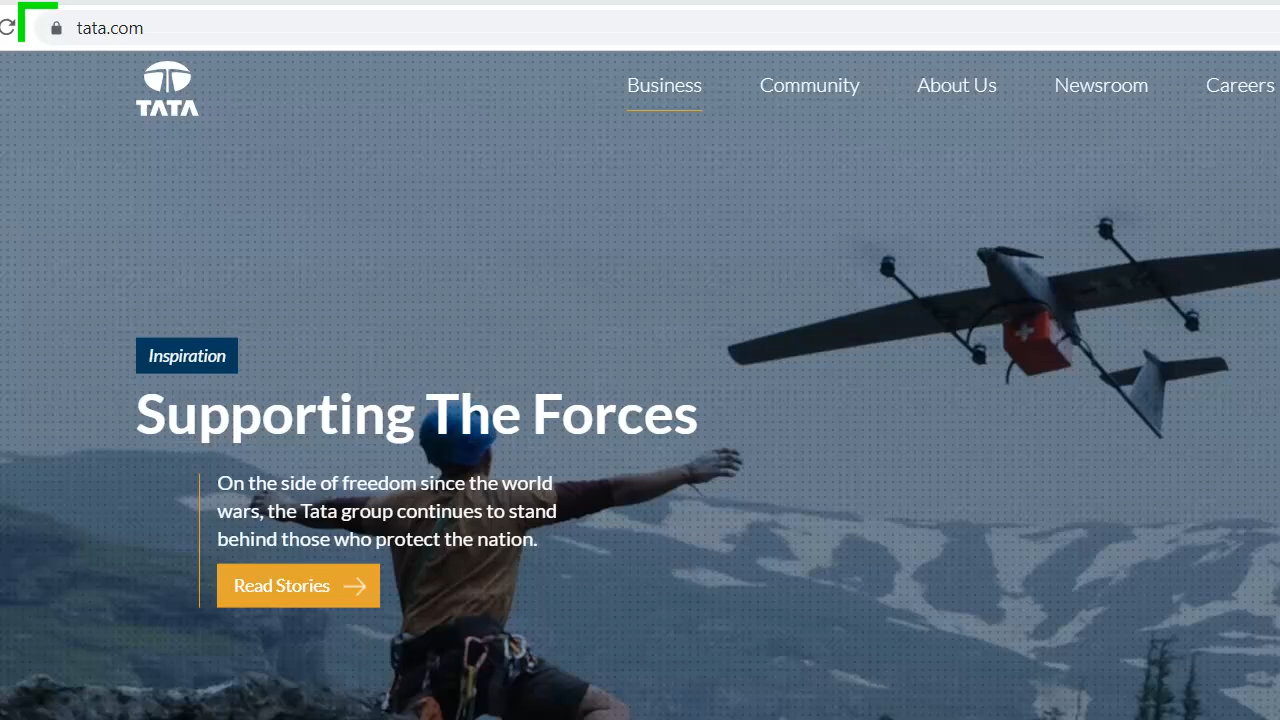 tata.com
TATA
Business Community About Us Newsroom Careers
Inspiration
Supporting The Forces
On the side of freedom since the world
wars, the Tata group continues to stand
behind those who protect the nation.
Read Stories